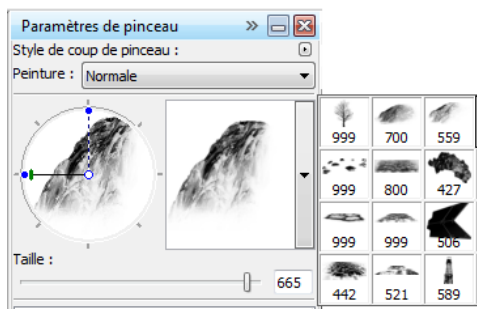 Paramètres de pinceau »
Style de coup de pinceau :
Peinture : Normale
999 700 559
999 800 427
999 999 506
Taille :
665
442 521 589